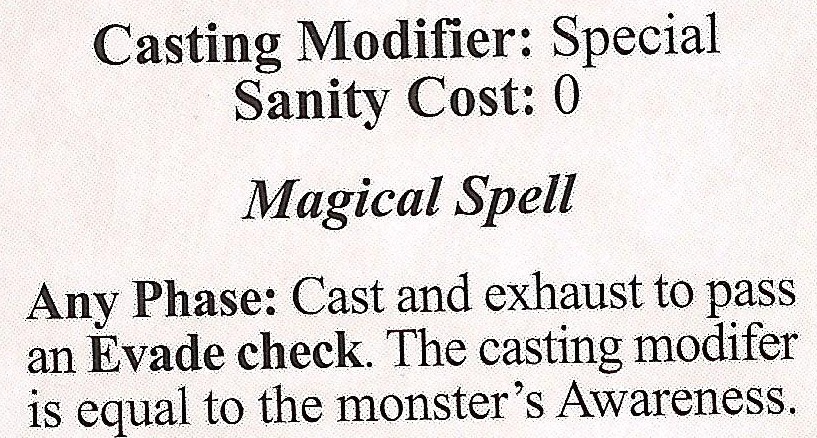 Casting Modifier: Special
Sanity Cost: 0
Magical Spell
Any Phase: Cast and exhaust to pass
an Evade check. The casting modifer
is equal to the monster's Awareness.